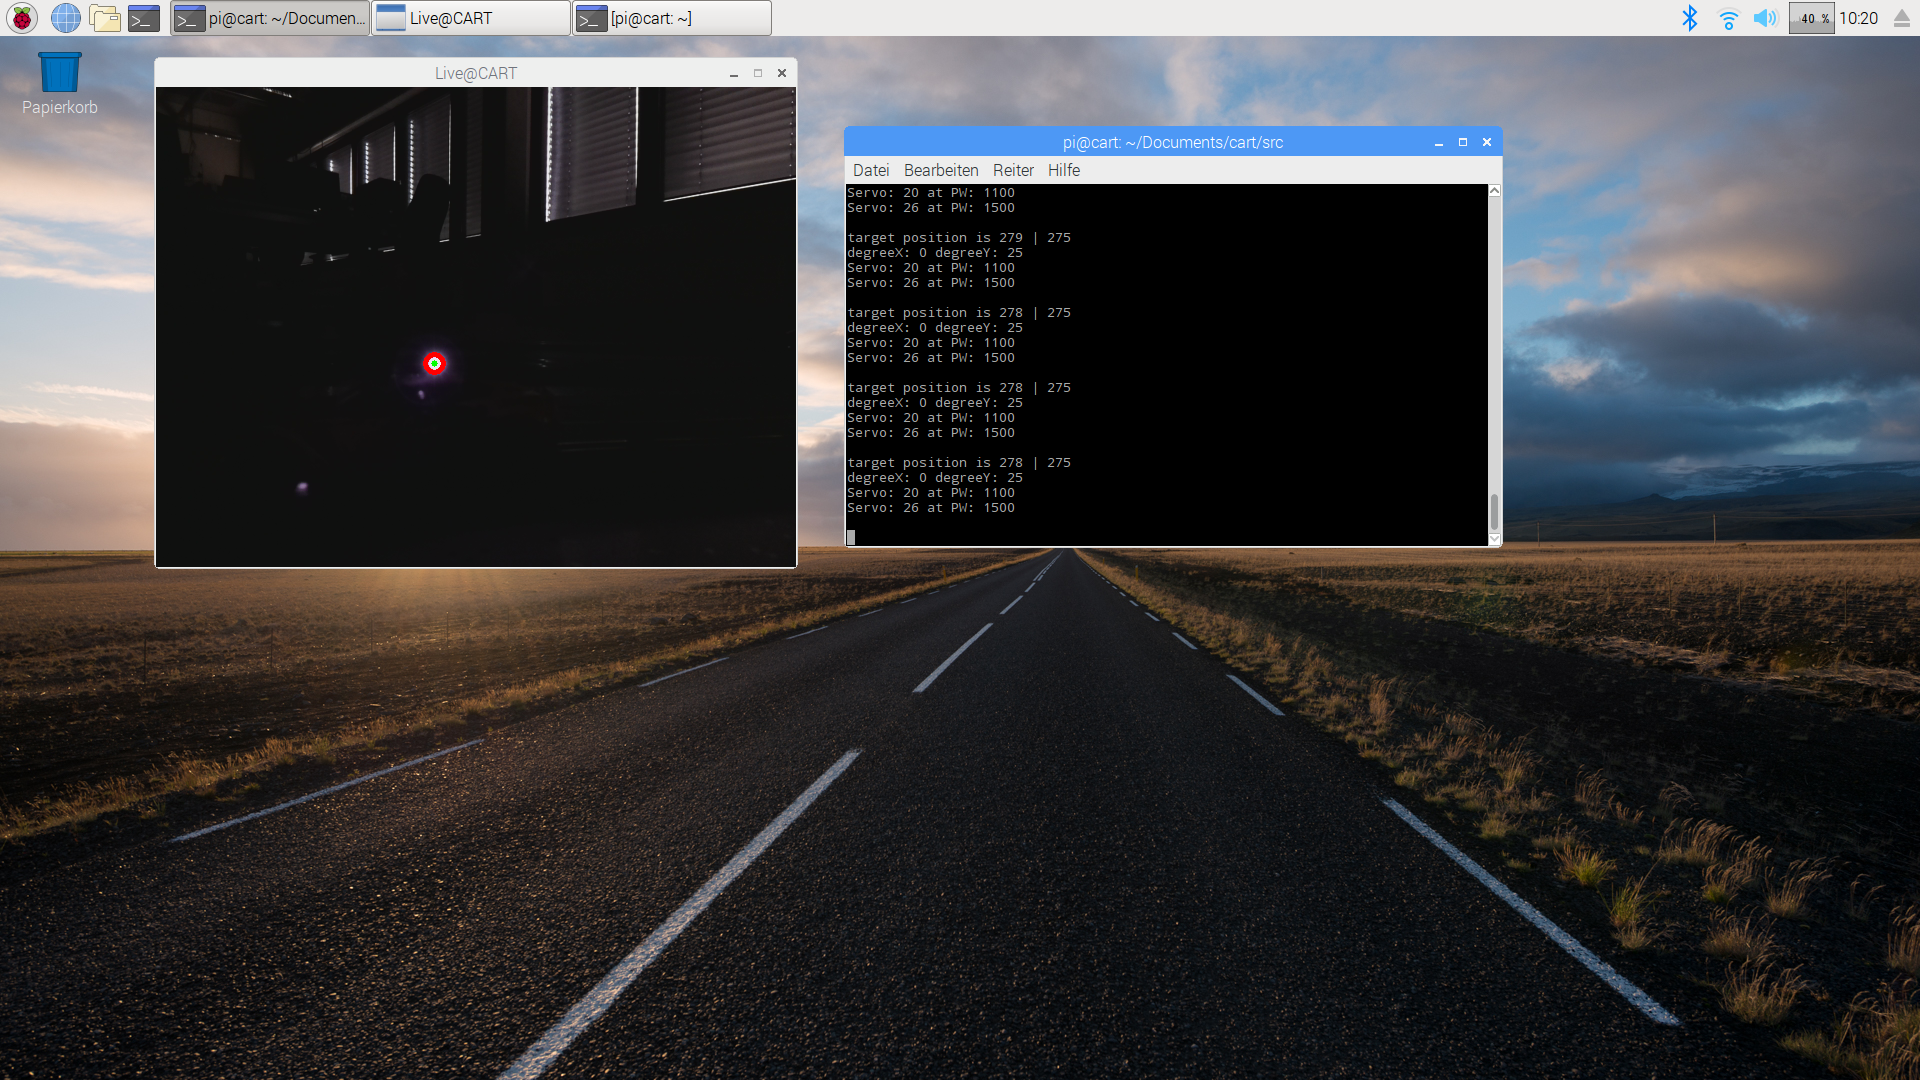 pi@cart: ~/Documen...
Live@CART
[pi@cart: ~]
40 %
10:20
Papierkorb
Live@CART
pi@cart: ~/Documents/cart/src
Datei Bearbeiten Reiter Hilfe
Servo: 20 at PW: 1100
Servo: 26 at PW: 1500
target position is 279 | 275
degreeX: 0 degreeY: 25
Servo: 20 at PW: 1100
Servo: 26 at PW: 1500
target position is 278 | 275
degreeX: 0 degreeY: 25
Servo: 20 at PW: 1100
Servo: 26 at PW: 1500
target position is 278 | 275
degreeX: 0 degreeY: 25
Servo: 20 at PW: 1100
Servo: 26 at PW: 1500
target position is 278 | 275
degreeX: 0 degreeY: 25
Servo: 20 at PW: 1100
Servo: 26 at PW: 1500